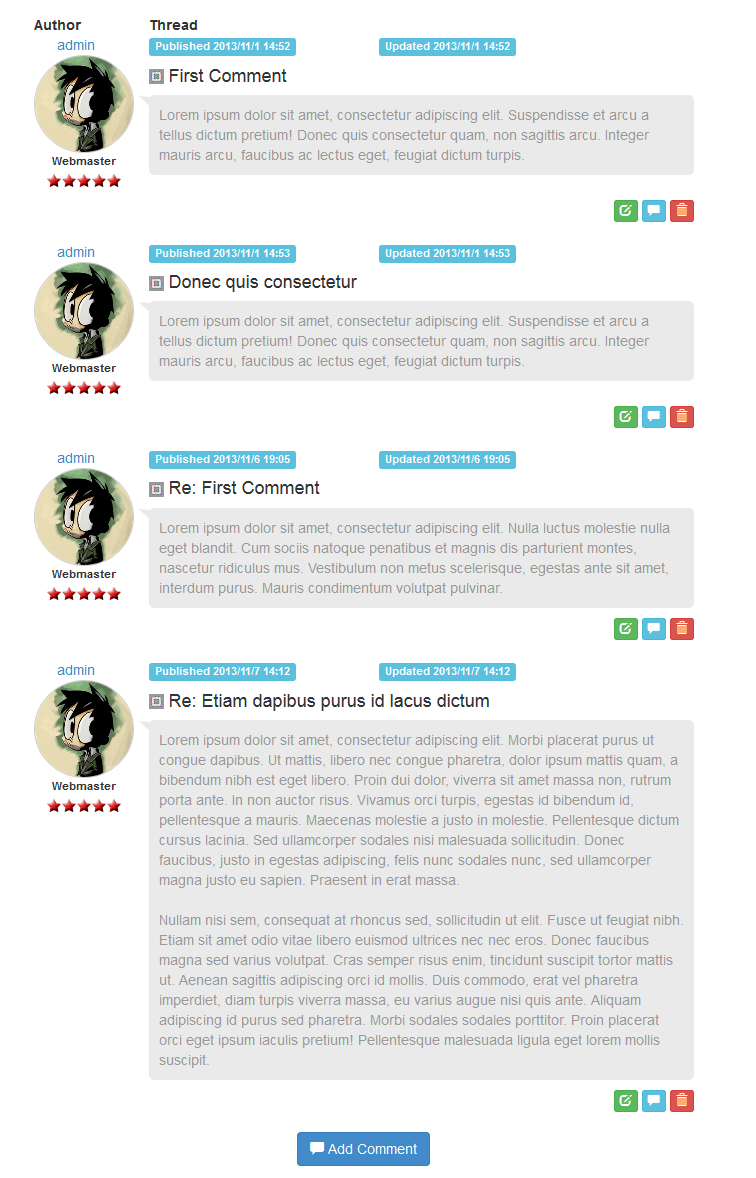 Author Thread
admin Published 2013/11/1 14:52 Updated 2013/11/1 14:52
First Comment
Lorem ipsum dolor sit amet, consectetur adipiscing elit. Suspendisse et arcu a
tellus dictum pretium! Donec quis consectetur quam, non sagittis arcu. Integer
mauris arcu, faucibus ac lectus eget, feugiat dictum turpis.
Webmaster
admin Published 2013/11/1 14:53 Updated 2013/11/1 14:53
Donec quis consectetur
Lorem ipsum dolor sit amet, consectetur adipiscing elit. Suspendisse et arcu a
tellus dictum pretium! Donec quis consectetur quam, non sagittis arcu. Integer
mauris arcu, faucibus ac lectus eget, feugiat dictum turpis.
Webmaster
admin Published 2013/11/6 19:05 Updated 2013/11/6 19:05
Re: First Comment
Lorem ipsum dolor sit amet, consectetur adipiscing elit. Nulla luctus molestie nulla
eget blandit. Cum sociis natoque penatibus et magnis dis parturient montes,
nascetur ridiculus mus. Vestibulum non metus scelerisque, egestas ante sit amet,
interdum purus. Mauris condimentum volutpat pulvinar.
Webmaster
admin Published 2013/11/7 14:12 Updated 2013/11/7 14:12
Re: Etiam dapibus purus id lacus dictum
Lorem ipsum dolor sit amet, consectetur adipiscing elit. Morbi placerat purus ut
congue dapibus. Ut mattis, libero nec congue pharetra, dolor ipsum mattis quam, a
bibendum nibh est eget libero. Proin dui dolor, viverra sit amet massa non, rutrum
porta ante. In non auctor risus. Vivamus orci turpis, egestas id bibendum id,
pellentesque a mauris. Maecenas molestie a justo in molestie. Pellentesque dictum
cursus lacinia. Sed ullamcorper sodales nisi malesuada sollicitudin. Donec
faucibus, justo in egestas adipiscing, felis nunc sodales nunc, sed ullamcorper
magna justo eu sapien. Praesent in erat massa.
Webmaster
Nullam nisi sem, consequat at rhoncus sed, sollicitudin ut elit. Fusce ut feugiat nibh.
Etiam sit amet odio vitae libero euismod ultrices nec nec eros. Donec faucibus
magna sed varius volutpat. Cras semper risus enim, tincidunt suscipit tortor mattis
ut. Aenean sagittis adipiscing orci id mollis. Duis commodo, erat vel pharetra
imperdiet, diam turpis viverra massa, eu varius augue nisi quis ante. Aliquam
adipiscing id purus sed pharetra. Morbi sodales sodales porttitor. Proin placerat
orci eget ipsum iaculis pretium! Pellentesque malesuada ligula eget lorem mollis
suscipit.
Add Comment